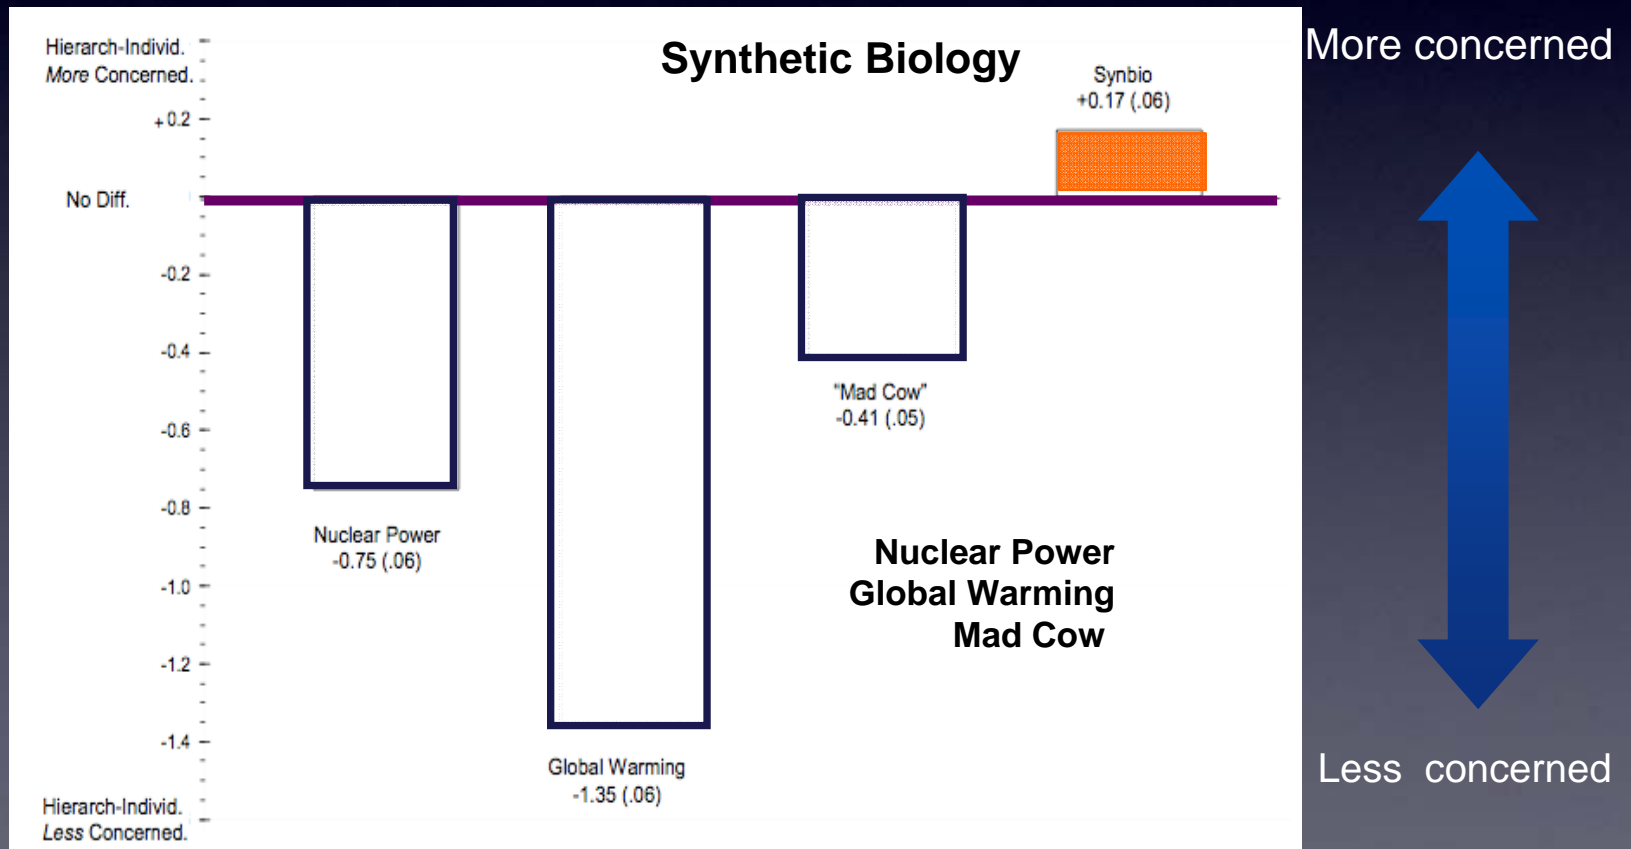 Hierarch-Individ.
More Concerned.
Synthetic Biology
More concerned
Synbio
+0.17 (.06)
+0.2
No Diff.
-0.2
-0.4
"Mad Cow"
-0.41 (.05)
-0.6
-0.8
Nuclear Power
-0.75 (.06)
Nuclear Power
Global Warming
Mad Cow
-1.0
-1.2
-1.4
Global Warming
-1.35 (.06)
Less concerned
Hierarch-Individ.
Less Concerned.